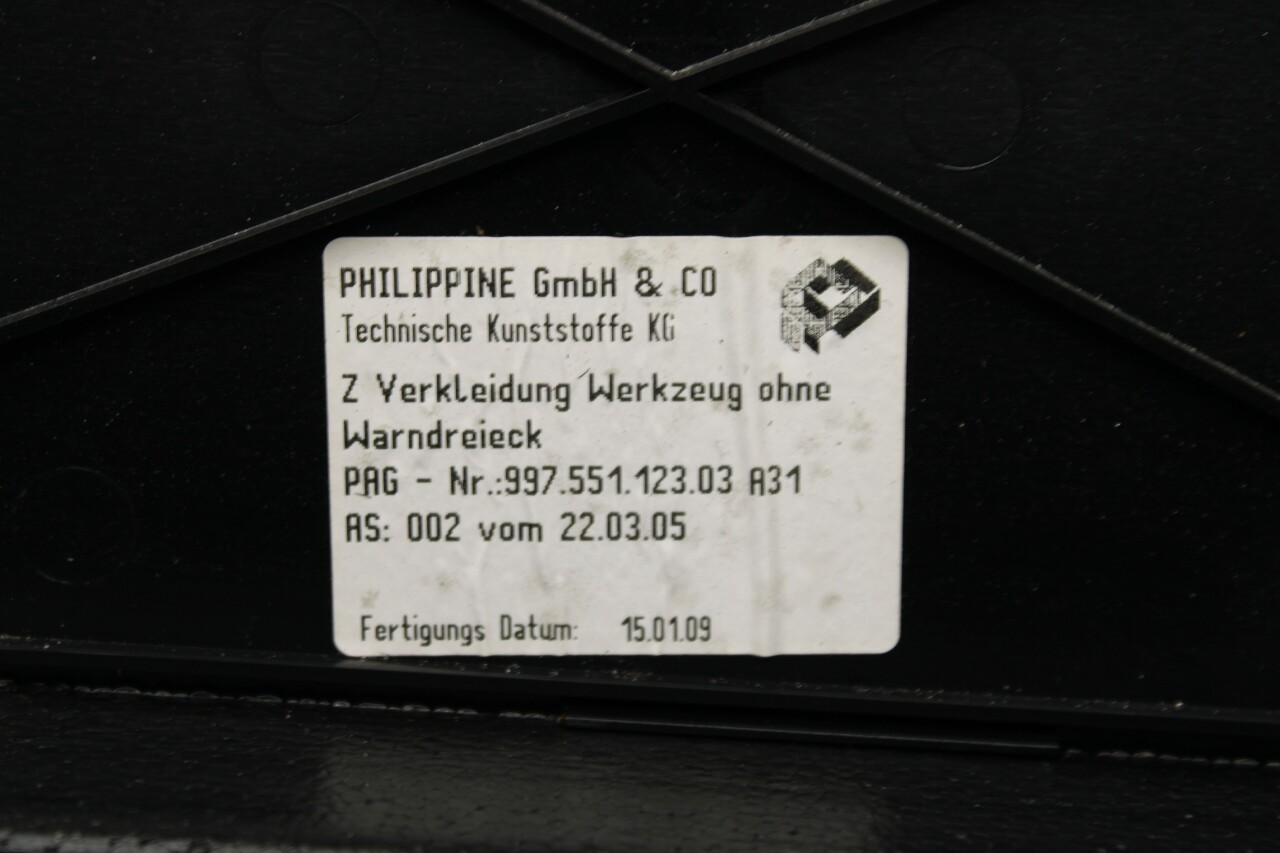 PHILIPPINE GmbH & CO
Technische Kunststoffe KG
Z Verkleidung Werkzeug ohne
Warndreieck
PAG - Nr.:997.551.123.03 A31
AS: 002 vom 22.03.05
Fertigungs Datum: 15.01.09